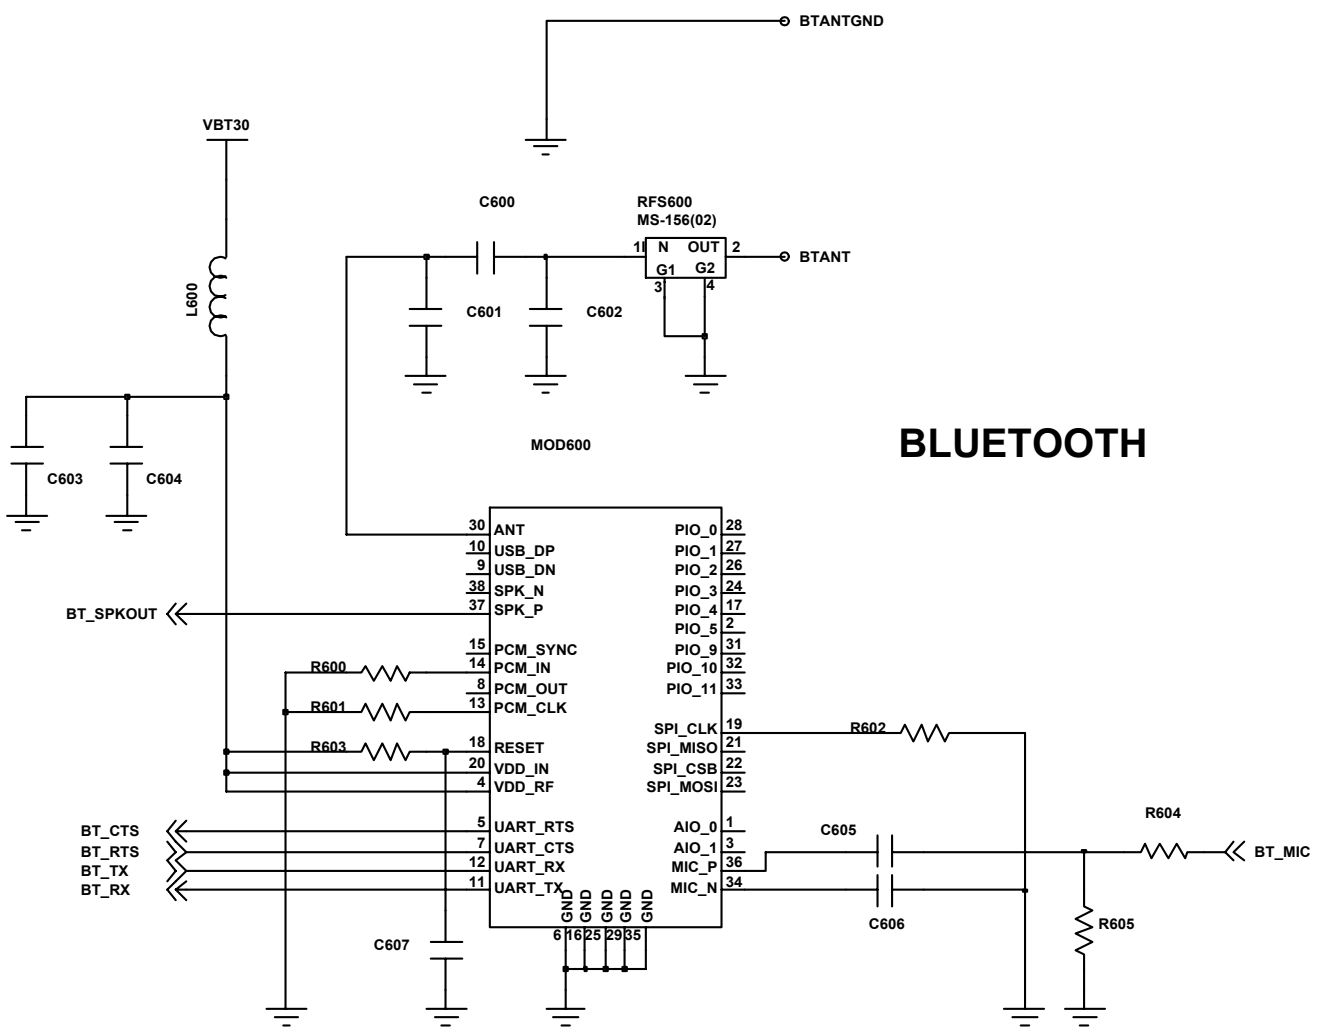 BTANTGND
VBT30
C600
RFS600
MS-156(02)
1I N OUT 2
BTANT
G1 G2
3 4
L600
C601
C602
BLUETOOTH
MOD600
C603
C604
30 ANT
10 USB_DP
9 USB_DN
38 SPK_N
37 SPK_P
BT_SPKOUT
15 PCM_SYNC
14 PCM_IN
R600
8 PCM_OUT
13 PCM_CLK
R601
18 RESET
R603
20 VDD_IN
4 VDD_RF
5 UART_RTS
BT_CTS
7 UART_CTS
BT_RTS
12 UART_RX
BT_TX
11 UART_TX
BT_RX
PIO_0 28
PIO_1 27
PIO_2 26
PIO_3 24
PIO_4 17
PIO_5 2
PIO_9 31
PIO_10 32
PIO_11 33
SPI_CLK 19
R602
SPI_MISO 21
SPI_CSB 22
SPI_MOSI 23
AIO_0 1
AIO_1 3
MIC_P 36
MIC_N 34
C605
R604
BT_MIC
C606
R605
GND GND GND GND GND
6 16 25 29 35
C607